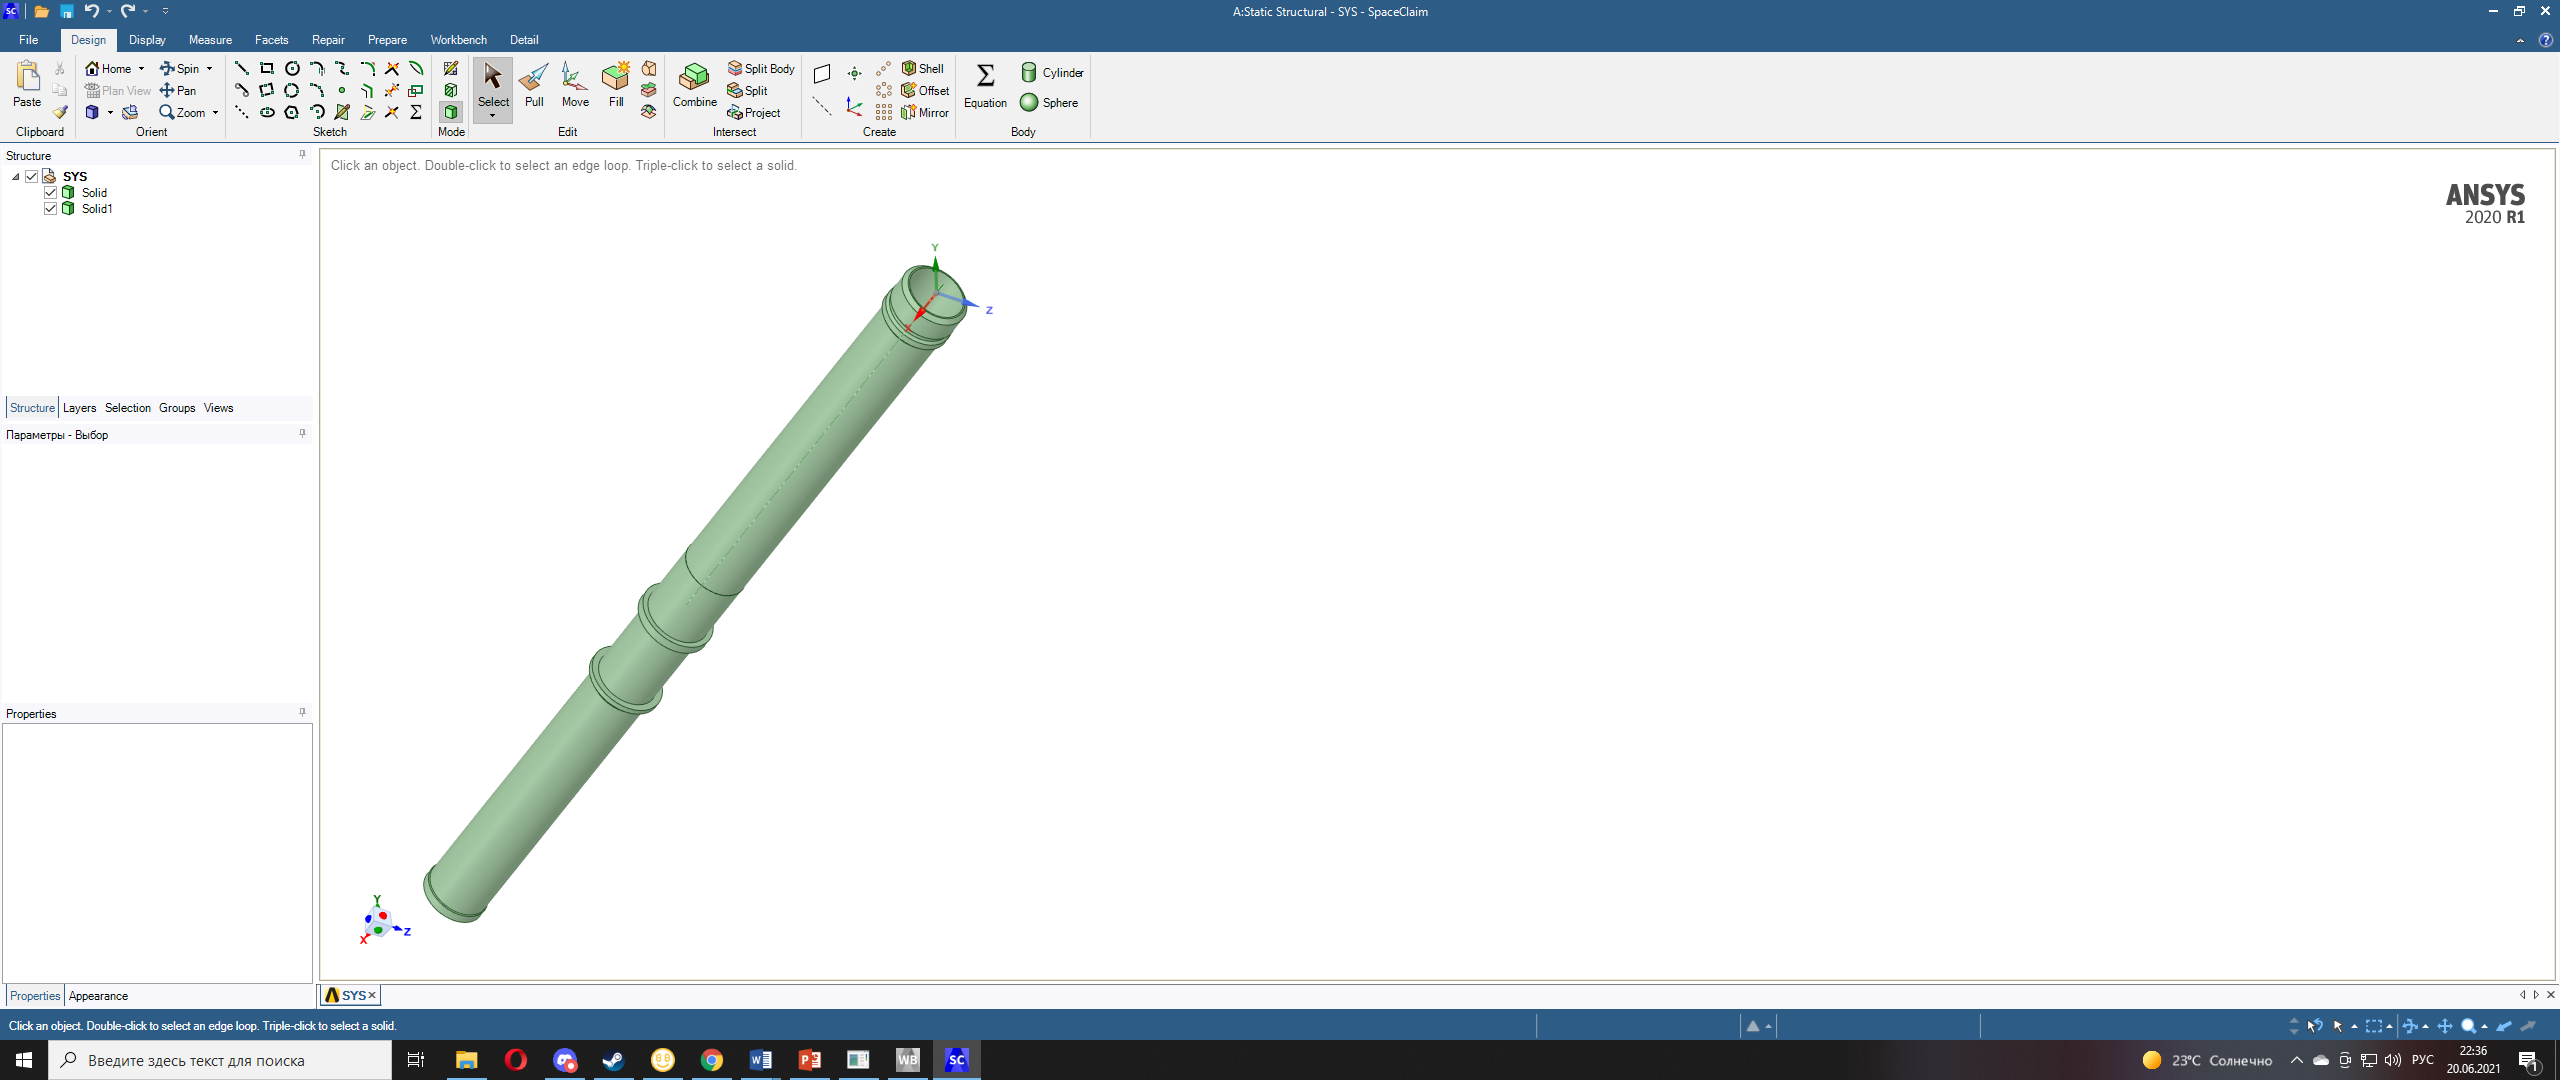 A:Static Structural - SYS - SpaceClaim
File Design Display Measure Facets Repair Prepare Workbench Detail
Paste
Clipboard
Home Spin
Plan View Pan
Zoom
Orient
Sketch
Mode
Select Pull Move Fill
Edit
Combine Split Body
Split
Project
Intersect
Shell
Offset
Mirror
Create
Equation Cylinder
Sphere
Body
Structure
SYS
Solid
Solid1
Structure Layers Selection Groups Views
Параметры - Выбор
Properties
Properties Appearance
Click an object. Double-click to select an edge loop. Triple-click to select a solid.
ANSYS
2020 R1
Y
Z
X
Y
Z
X
SYS
Click an object. Double-click to select an edge loop. Triple-click to select a solid.
Введите здесь текст для поиска
WB
SC
23°C Солнечно
РУС
22:36
20.06.2021